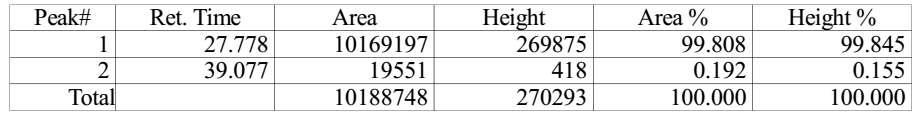 Peak# Ret. Time Area Height Area % Height %
1 27.778 10169197 269875 99.808 99.845
2 39.077 19551 418 0.192 0.155
Total 10188748 270293 100.000 100.000